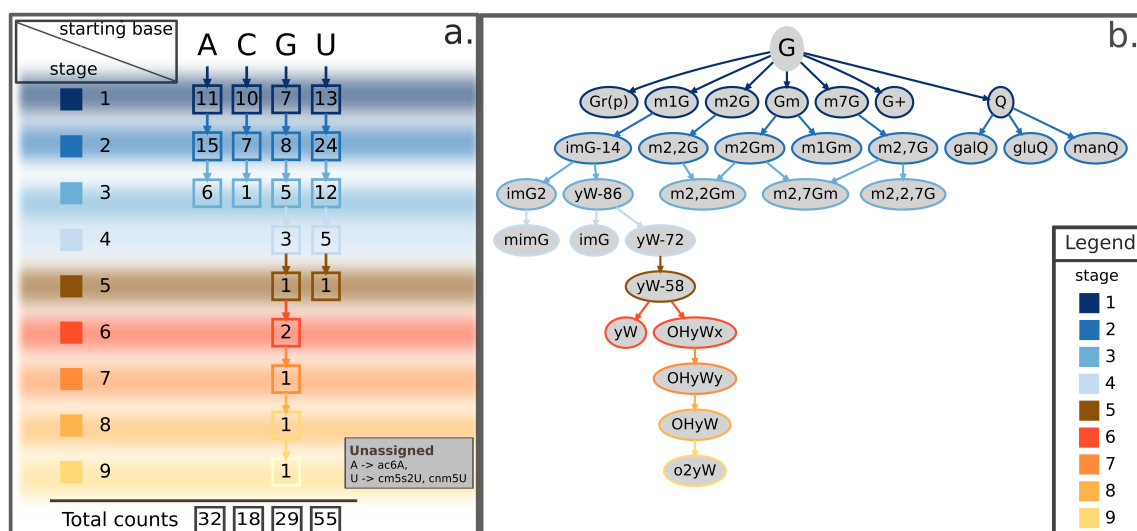 starting base
stage
a.
A C G U
1 11 10 7 13
2 15 7 8 24
3 6 1 5 12
4 3 5
5 1 1
6 2
7 1
8 1
9 1
Unassigned
A -> ac6A,
U -> cm5s2U, cnm5U
Total counts 32 18 29 55
b.
G
Gr(p) m1G m2G Gm m7G G+ Q
imG-14 m2,2G m2Gm m1Gm m2,7G galQ gluQ manQ
imG2 yW-86 m2,2Gm m2,7Gm m2,2,7G
mimG imG yW-72
yW-58
yW OHyWx
OHyWy
OHyW
o2yW
Legend
stage
1
2
3
4
5
6
7
8
9